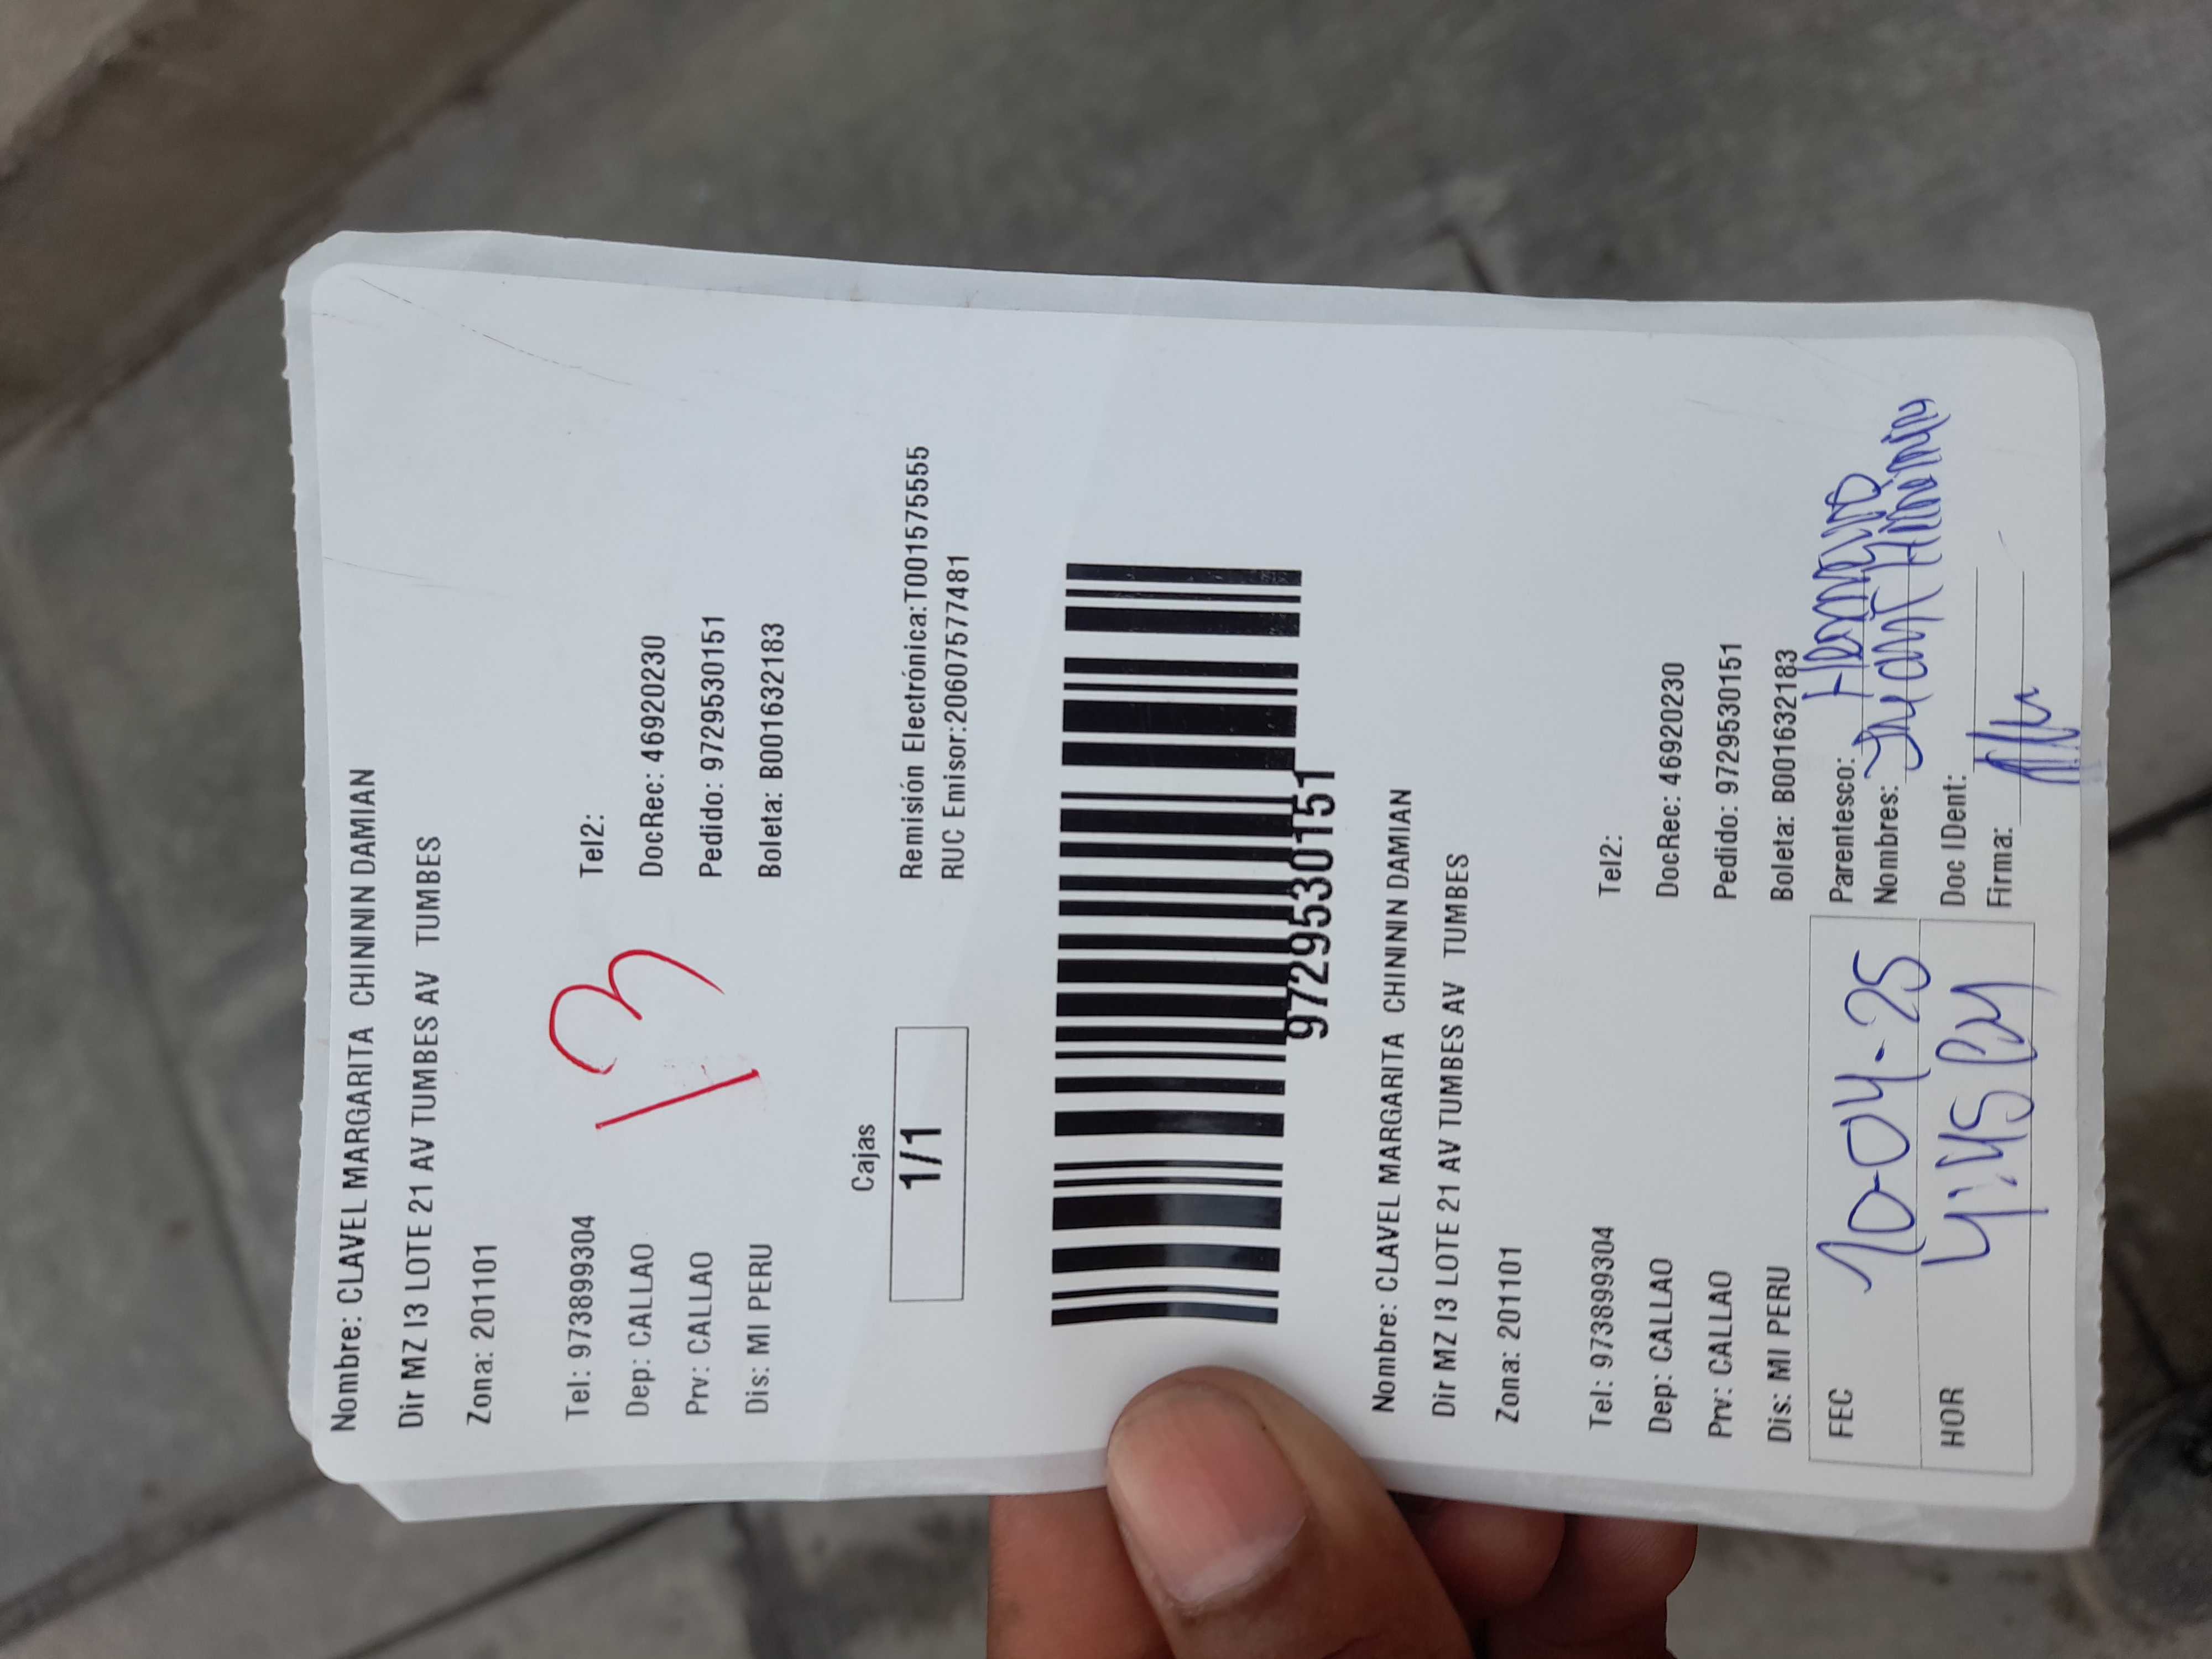 Nombre: CLAVEL MARGARITA CHININ DAMIAN
Dir MZ I3 LOTE 21 AV TUMBES AV TUMBES
Zona: 201101
Tel: 973899304
Tel2:
Dep: CALLAO
DocRec: 46920230
Prv: CALLAO
Pedido: 9729530151
Dis: MI PERU
Boleta: B001632183
13
Cajas
1/1
Remisión Electrónica:T001575555
RUC Emisor:20607577481
9729530151
Nombre: CLAVEL MARGARITA CHININ DAMIAN
Dir MZ I3 LOTE 21 AV TUMBES AV TUMBES
Zona: 201101
Tel: 973899304
Tel2:
Dep: CALLAO
DocRec: 46920230
Prv: CALLAO
Pedido: 9729530151
Dis: MI PERU
Boleta: B001632183
FEC 10-04-25
Parentesco:
Nombres:
HOR 4:45 PM
Doc IDent:
Firma: